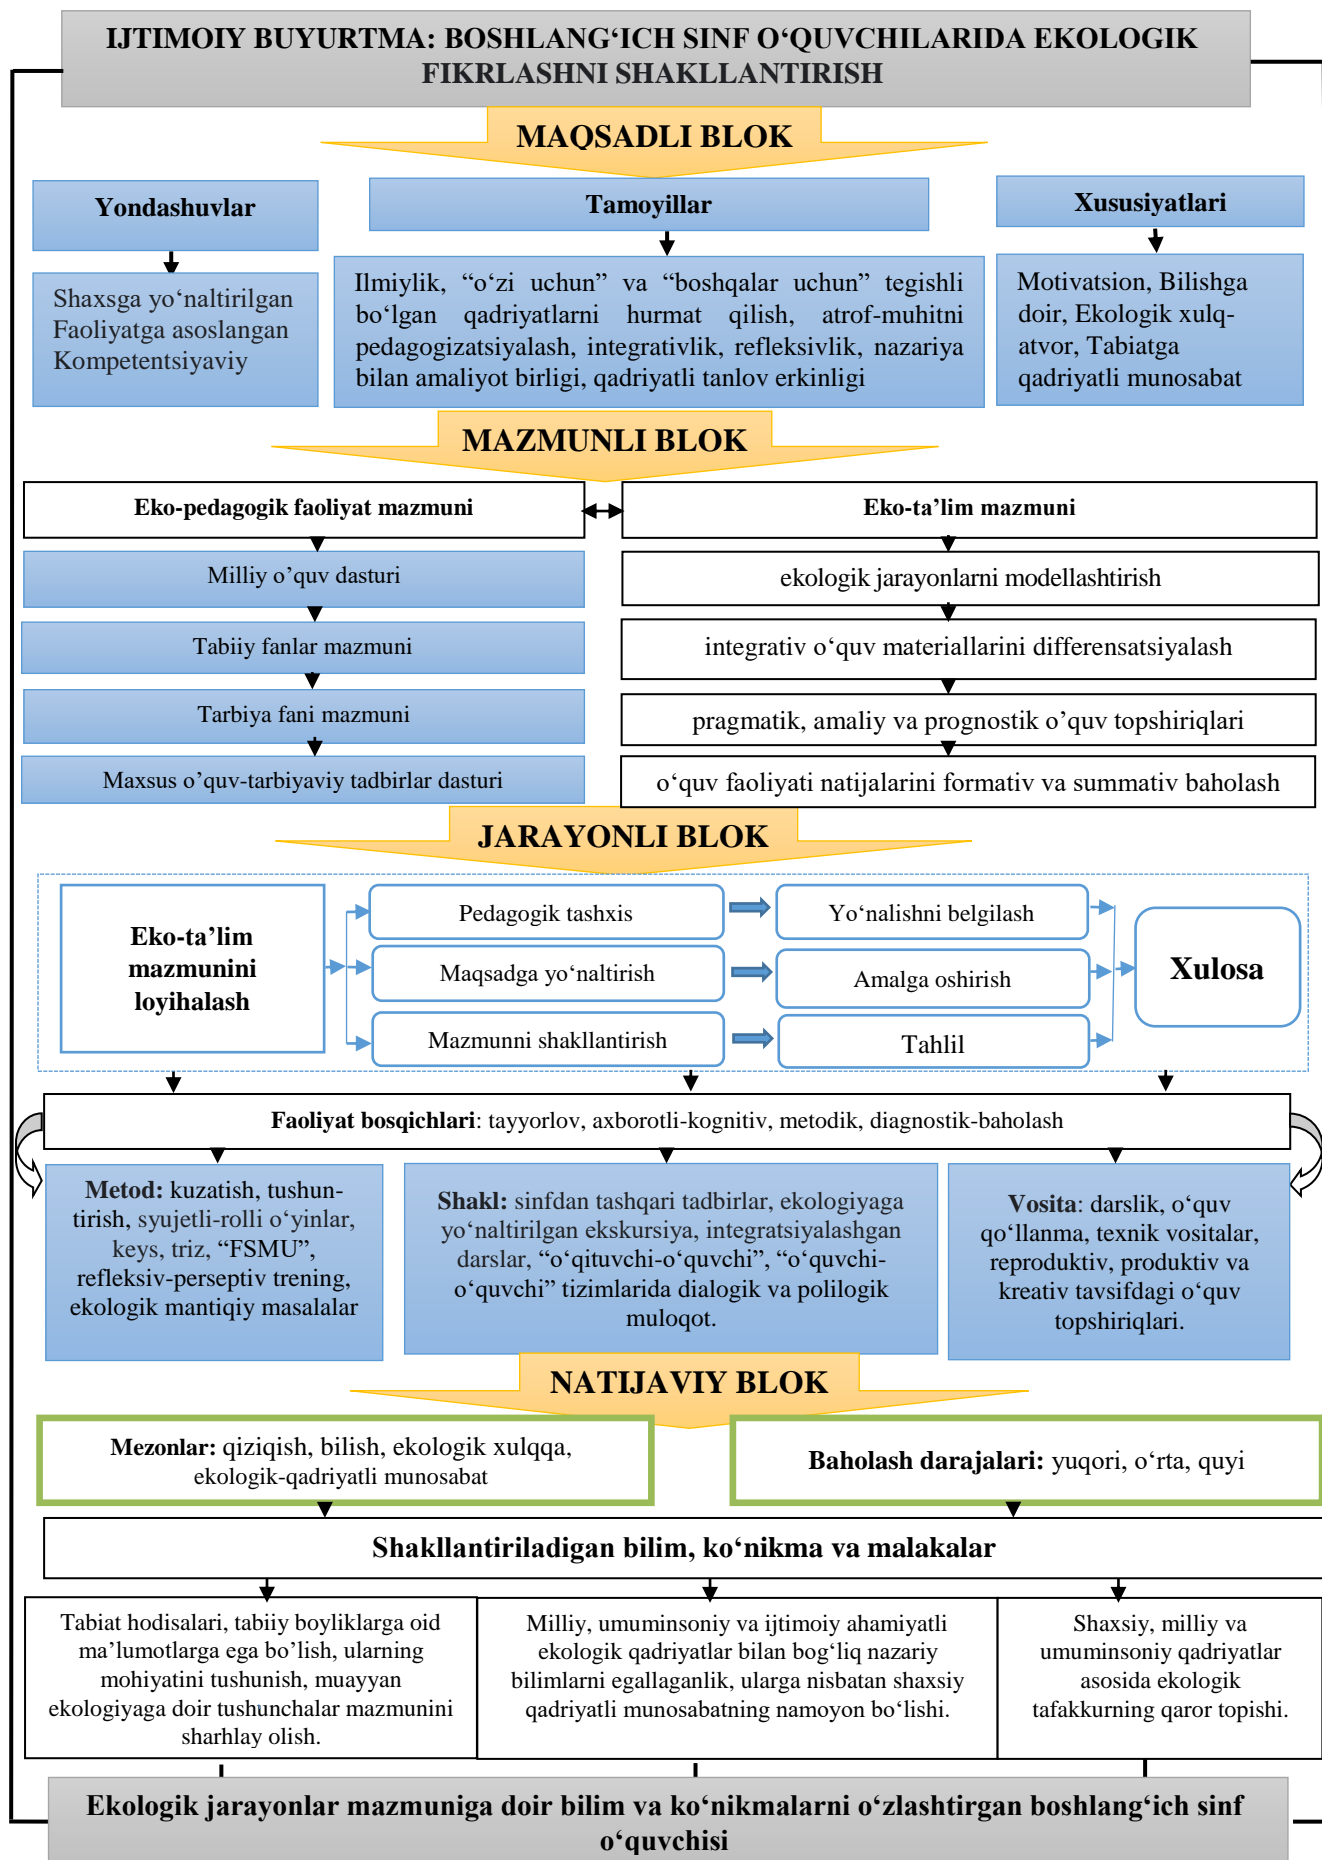 IJTIMOIY BUYURTMA: BOSHLANG‘ICH SINF O‘QUVCHILARIDA EKOLOGIK
FIKRLASHNI SHAKLLANTIRISH
MAQSADLI BLOK
Yondashuvlar
Tamoyillar
Xususiyatlari
Shaxsga yo‘naltirilgan
Faoliyatga asoslangan
Kompetentsiyaviy
Ilmiylik, “o‘zi uchun” va “boshqalar uchun” tegishli
bo‘lgan qadriyatlarni hurmat qilish, atrof-muhitni
pedagogizatsiyalash, integrativlik, refleksivlik, nazariya
bilan amaliyot birligi, qadriyatli tanlov erkinligi
Motivatsion, Bilishga
doir, Ekologik xulq-
atvor, Tabiatga
qadriyatli munosabat
MAZMUNLI BLOK
Eko-pedagogik faoliyat mazmuni
Eko-ta’lim mazmuni
Milliy o’quv dasturi
ekologik jarayonlarni modellashtirish
Tabiiy fanlar mazmuni
integrativ o‘quv materiallarini differensatsiyalash
Tarbiya fani mazmuni
pragmatik, amaliy va prognostik o‘quv topshiriqlari
Maxsus o’quv-tarbiyaviy tadbirlar dasturi
o‘quv faoliyati natijalarini formativ va summativ baholash
JARAYONLI BLOK
Eko-ta’lim
mazmunini
loyihalash
Pedagogik tashxis
Yo‘nalishni belgilash
Maqsadga yo‘naltirish
Amalga oshirish
Mazmunni shakllantirish
Tahlil
Xulosa
Faoliyat bosqichlari: tayyorlov, axborotli-kognitiv, metodik, diagnostik-baholash
Metod: kuzatish, tushun-
tirish, syujetli-rolli o‘yinlar,
keys, triz, “FSMU”,
refleksiv-perseptiv trening,
ekologik mantiqiy masalalar
Shakl: sinfdan tashqari tadbirlar, ekologiyaga
yo‘naltirilgan ekskursiya, integratsiyalashgan
darslar, “o‘qituvchi-o‘quvchi”, “o‘quvchi-
o‘quvchi” tizimlarida dialogik va polilogik
muloqot.
Vosita: darslik, o‘quv
qo‘llanma, texnik vositalar,
reproduktiv, produktiv va
kreativ tavsifdagi o‘quv
topshiriqlari.
NATIJAVIY BLOK
Mezonlar: qiziqish, bilish, ekologik xulqqa,
ekologik-qadriyatli munosabat
Baholash darajalari: yuqori, o‘rta, quyi
Shakllantiriladigan bilim, ko‘nikma va malakalar
Tabiat hodisalari, tabiiy boyliklarga oid
ma’lumotlarga ega bo’lish, ularning
mohiyatini tushunish, muayyan
ekologiyaga doir tushunchalar mazmunini
sharhlay olish.
Milliy, umuminsoniy va ijtimoiy ahamiyatli
ekologik qadriyatlar bilan bog‘liq nazariy
bilimlarni egallaganlik, ularga nisbatan shaxsiy
qadriyatli munosabatning namoyon bo‘lishi.
Shaxsiy, milliy va
umuminsoniy qadriyatlar
asosida ekologik
tafakkurning qaror topishi.
Ekologik jarayonlar mazmuniga doir bilim va ko‘nikmalarni o‘zlashtirgan boshlang‘ich sinf
o‘quvchisi